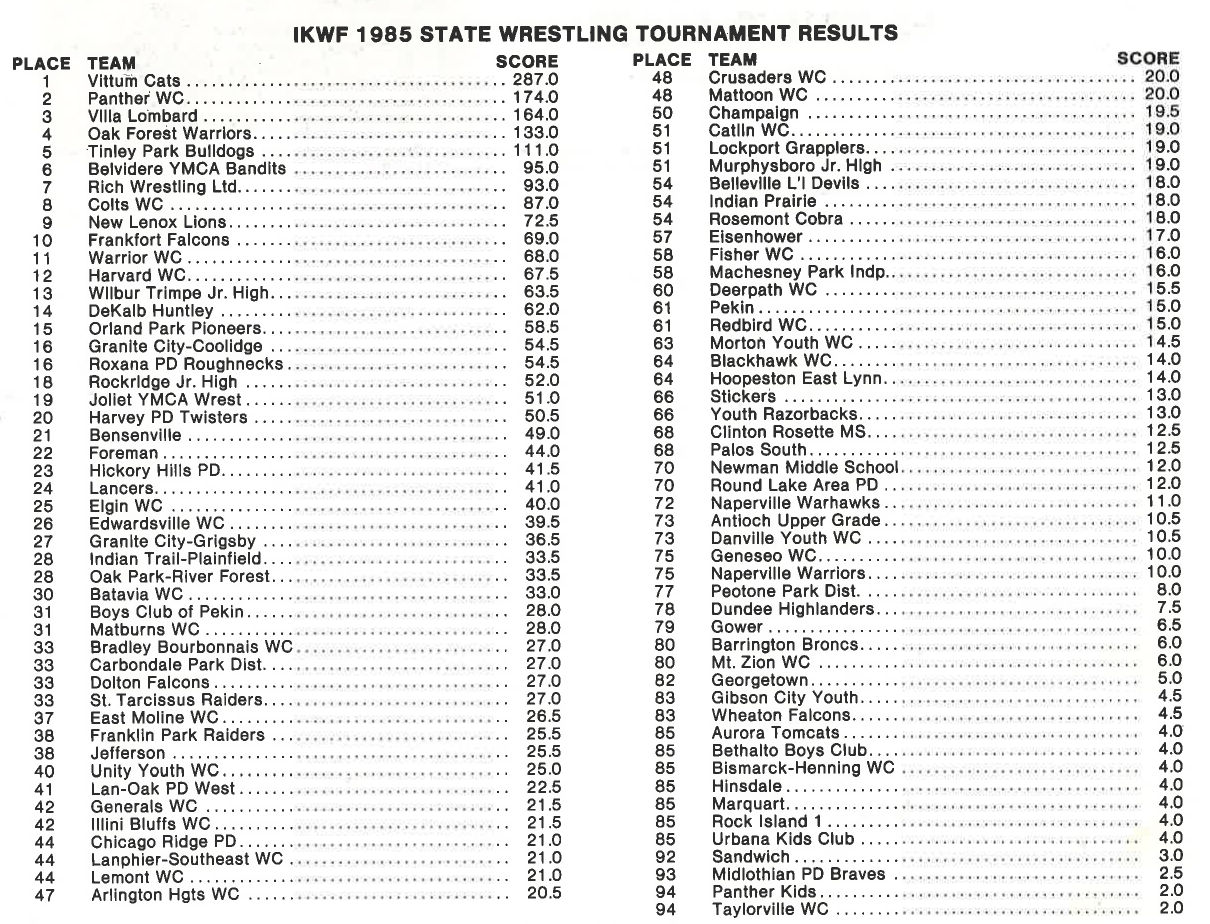 IKWF 1985 STATE WRESTLING TOURNAMENT RESULTS
PLACE TEAM SCORE
1 Vittum Cats 287.0
2 Panther WC 174.0
3 Villa Lombard 164.0
4 Oak Forest Warriors 133.0
5 Tinley Park Bulldogs 111.0
6 Belvidere YMCA Bandits 95.0
7 Rich Wrestling Ltd. 93.0
8 Colts WC 87.0
9 New Lenox Lions 72.5
10 Frankfort Falcons 69.0
11 Warrior WC 68.0
12 Harvard WC 67.5
13 Wilbur Trimpe Jr. High 63.5
14 DeKalb Huntley 62.0
15 Orland Park Pioneers 58.5
16 Granite City-Coolidge 54.5
16 Roxana PD Roughnecks 54.5
18 Rockridge Jr. High 52.0
19 Joliet YMCA Wrest 51.0
20 Harvey PD Twisters 50.5
21 Bensenville 49.0
22 Foreman 44.0
23 Hickory Hills PD 41.5
24 Lancers 41.0
25 Elgin WC 40.0
26 Edwardsville WC 39.5
27 Granite City-Grigsby 36.5
28 Indian Trail-Plainfield 33.5
28 Oak Park-River Forest 33.5
30 Batavia WC 33.0
31 Boys Club of Pekin 28.0
31 Matburns WC 28.0
33 Bradley Bourbonnais WC 27.0
33 Carbondale Park Dist. 27.0
33 Dolton Falcons 27.0
33 St. Tarcissus Raiders 27.0
37 East Moline WC 26.5
38 Franklin Park Raiders 25.5
38 Jefferson 25.5
40 Unity Youth WC 25.0
41 Lan-Oak PD West 22.5
42 Generals WC 21.5
42 Illini Bluffs WC 21.5
44 Chicago Ridge PD 21.0
44 Lanphier-Southeast WC 21.0
44 Lemont WC 21.0
47 Arlington Hgts WC 20.5
PLACE TEAM SCORE
48 Crusaders WC 20.0
48 Mattoon WC 20.0
50 Champaign 19.5
51 Catlin WC 19.0
51 Lockport Grapplers 19.0
51 Murphysboro Jr. High 19.0
54 Belleville L'l Devils 18.0
54 Indian Prairie 18.0
54 Rosemont Cobra 18.0
57 Eisenhower 17.0
58 Fisher WC 16.0
58 Machesney Park Indp. 16.0
60 Deerpath WC 15.5
61 Pekin 15.0
61 Redbird WC 15.0
63 Morton Youth WC 14.5
64 Blackhawk WC 14.0
64 Hoopeston East Lynn 14.0
66 Stickers 13.0
66 Youth Razorbacks 13.0
68 Clinton Rosette MS 12.5
68 Palos South 12.5
70 Newman Middle School 12.0
70 Round Lake Area PD 12.0
72 Naperville Warhawks 11.0
73 Antioch Upper Grade 10.5
73 Danville Youth WC 10.5
75 Geneseo WC 10.0
75 Naperville Warriors 10.0
77 Peotone Park Dist. 8.0
78 Dundee Highlanders 7.5
79 Gower 6.5
80 Barrington Broncs 6.0
80 Mt. Zion WC 6.0
82 Georgetown 5.0
83 Gibson City Youth 4.5
83 Wheaton Falcons 4.5
85 Aurora Tomcats 4.0
85 Bethalto Boys Club 4.0
85 Bismarck-Henning WC 4.0
85 Hinsdale 4.0
85 Marquart 4.0
85 Rock Island 1 4.0
85 Urbana Kids Club 4.0
92 Sandwich 3.0
93 Midlothian PD Braves 2.5
94 Panther Kids 2.0
94 Taylorville WC 2.0